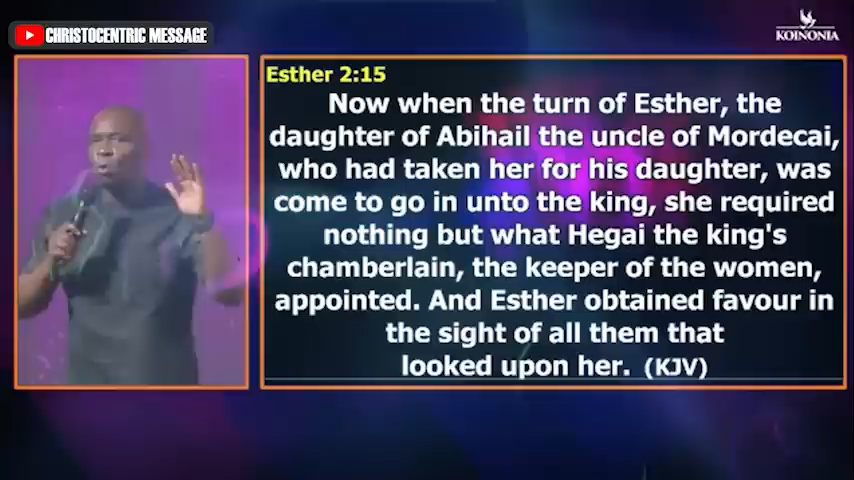 CHRISTOCENTRIC MESSAGE
KOINONIA
Esther 2:15
Now when the turn of Esther, the
daughter of Abihail the uncle of Mordecai,
who had taken her for his daughter, was
come to go in unto the king, she required
nothing but what Hegai the king's
chamberlain, the keeper of the women,
appointed. And Esther obtained favour in
the sight of all them that
looked upon her. (KJV)